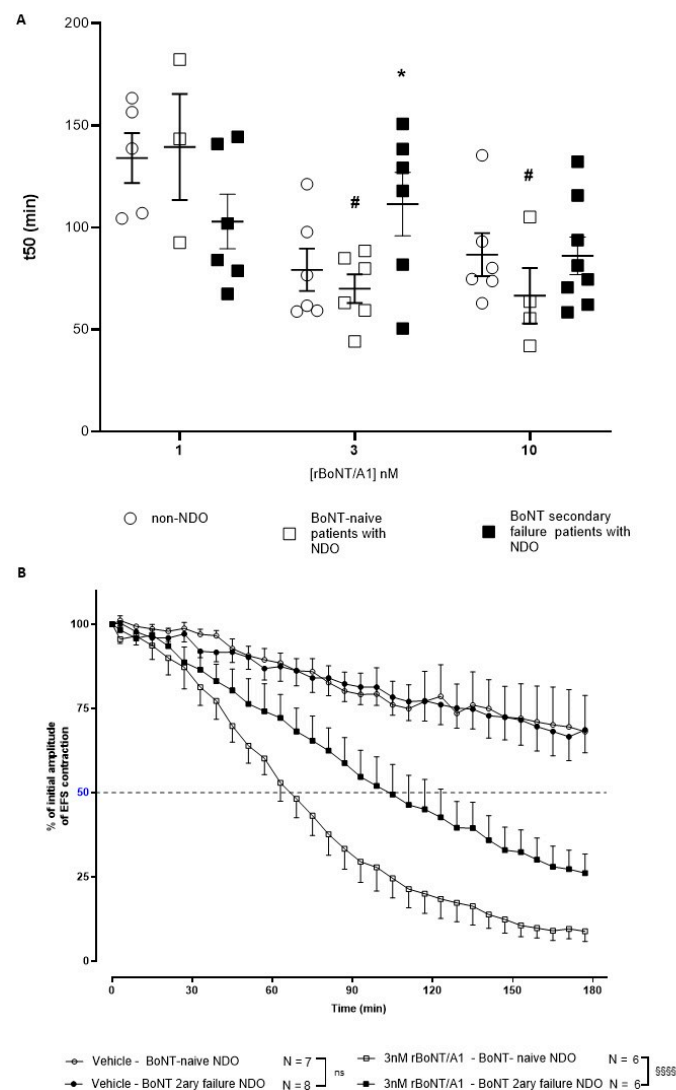 A
200
150
100
50
0
t50 (min)
*
#
#
1 3 10
[rBoNT/A1] nM
non-NDO
BoNT-naive
patients with
NDO
BoNT secondary
failure patients with
NDO
B
100
75
50
25
0
% of initial amplitude
of EFS contraction
0 30 60 90 120 150 180
Time (min)
Vehicle - BoNT-naive NDO N = 7
Vehicle - BoNT 2ary failure NDO N = 8
ns
3nM rBoNT/A1 - BoNT- naive NDO N = 6
3nM rBoNT/A1 - BoNT 2ary failure NDO N = 6
§§§§